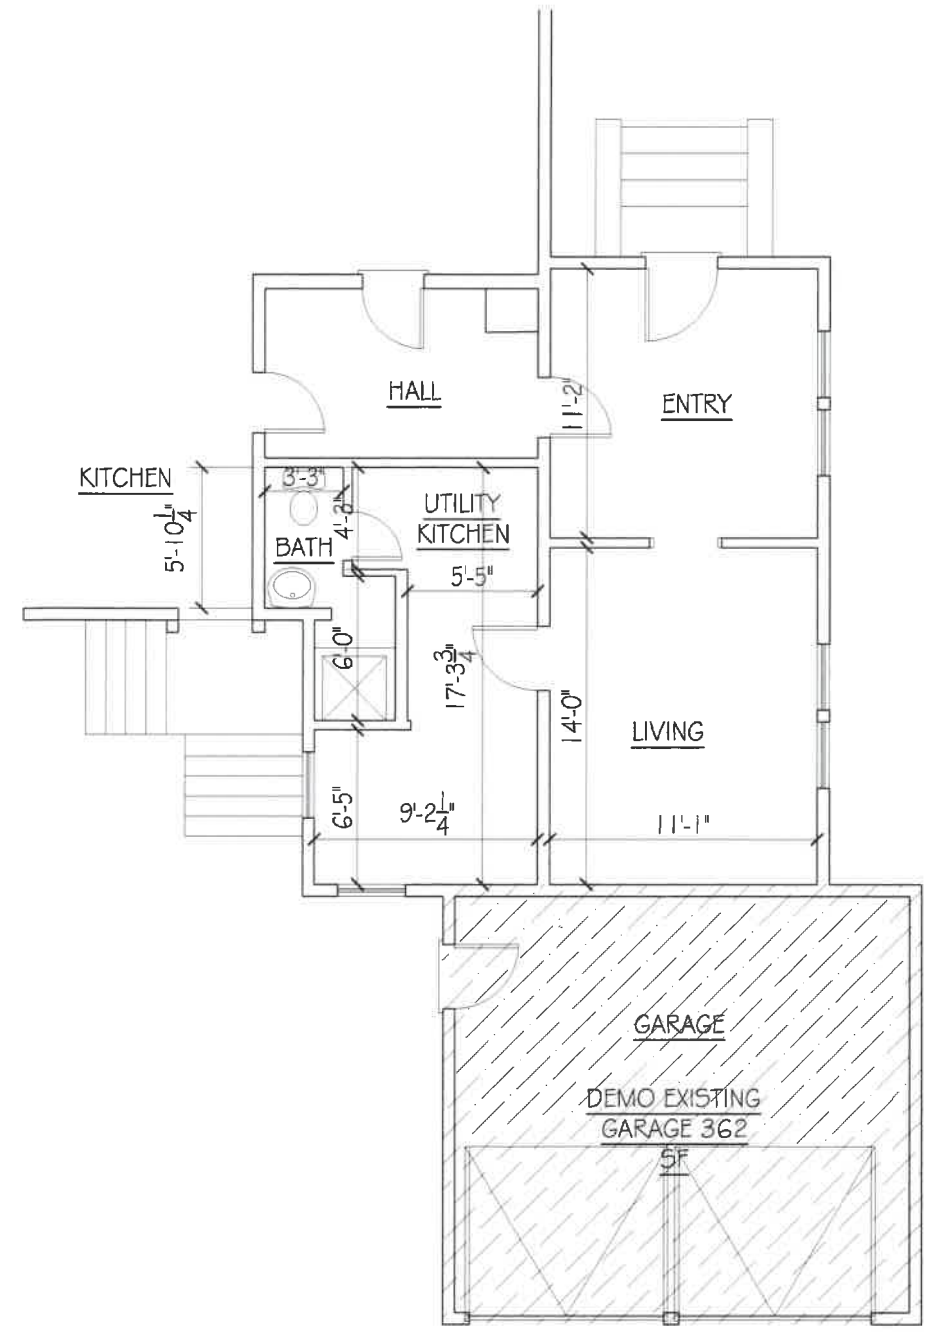 HALL
11'-2"
ENTRY
KITCHEN
3'-3"
5'-10 1/4"
4'-8"
UTILITY
KITCHEN
BATH
5'-5"
6'-0"
17'-3 3/4"
14'-0"
LIVING
6'-5"
9'-2 1/4"
11'-1"
GARAGE
DEMO EXISTING
GARAGE 362
SF